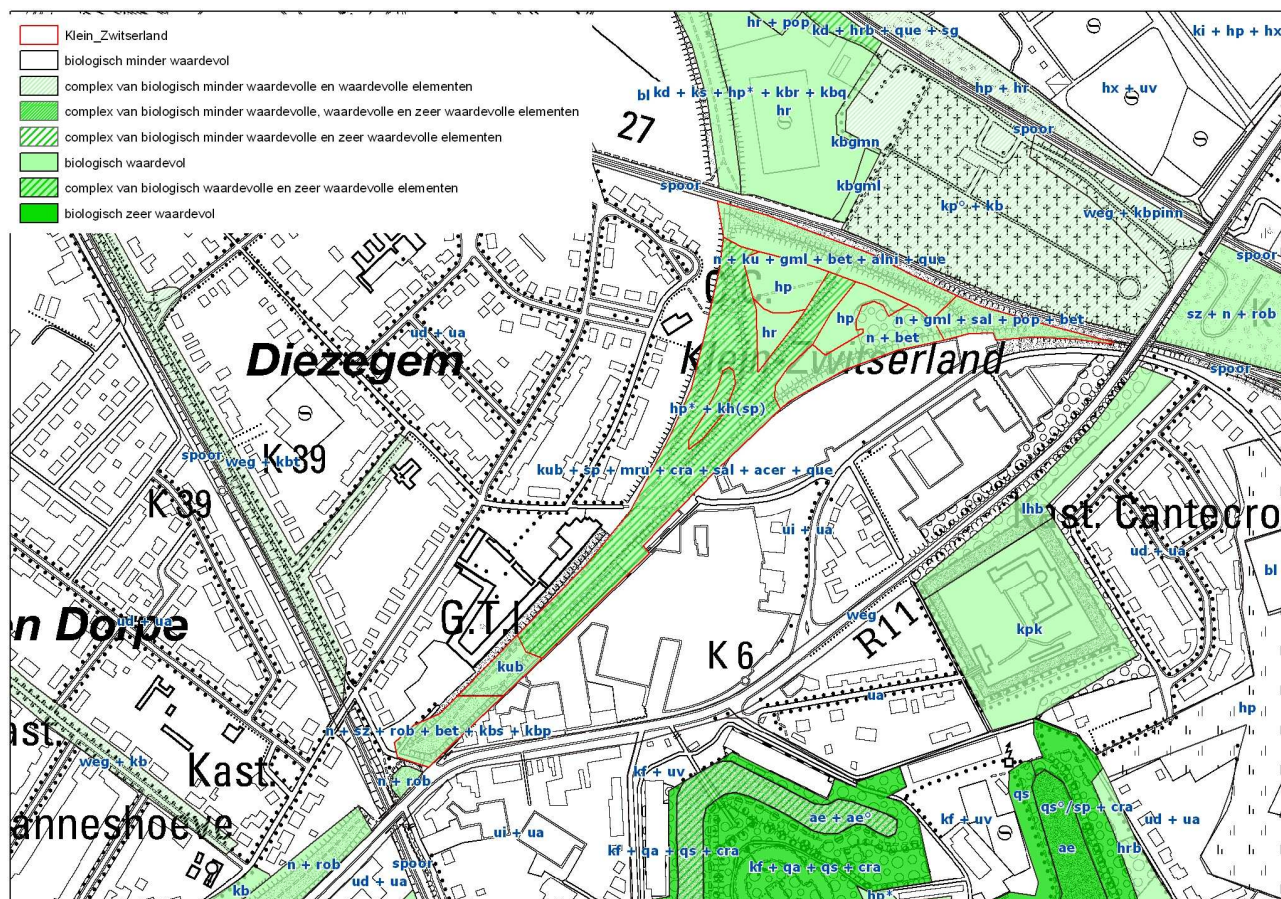 Klein_Zwitserland
biologisch minder waardevol
complex van biologisch minder waardevolle en waardevolle elementen
complex van biologisch minder waardevolle, waardevolle en zeer waardevolle elementen
complex van biologisch minder waardevolle en zeer waardevolle elementen
biologisch waardevol
complex van biologisch waardevolle en zeer waardevolle elementen
biologisch zeer waardevol
hr + pop
kd + hrb + que + sg
ki + hp + hx
bl
kd + ks + hp* + kbr + kbq
hr
hp + hr
hx + uv
27
spoor
kbgmn
spoor
kbgml
kp° + kb
weg + kbpinn
spoor
n + ku + gml + bet + alni + que
hp
hp
n + gml + sal + pop + bet
n + bet
sz + n + rob
K
hr
ud + ua
Diezegem
Klein Zwitserland
spoor
hp* + kh(sp)
spoor
weg + kbt
K 39
kub + sp + mru + cra + sal + acer + que
K 39
lhb
Kast. Cantecro
ui + ua
ud + ua
bl
G.T.I
weg
R11
n Dorpe
ud + ua
kpk
K 6
kub
ua
hp
n + sz + rob + bet + kbs + kbp
ast.
weg + kb
Kast.
n + rob
kf + uv
qs
qs°/sp + cra
anneshoeve
ui + ua
ae + ae°
kf + uv
ud + ua
kf + qa + qs + cra
ae
hrb
n + rob
spoor
kf + qa + qs + cra
ud + ua
kb
hp*